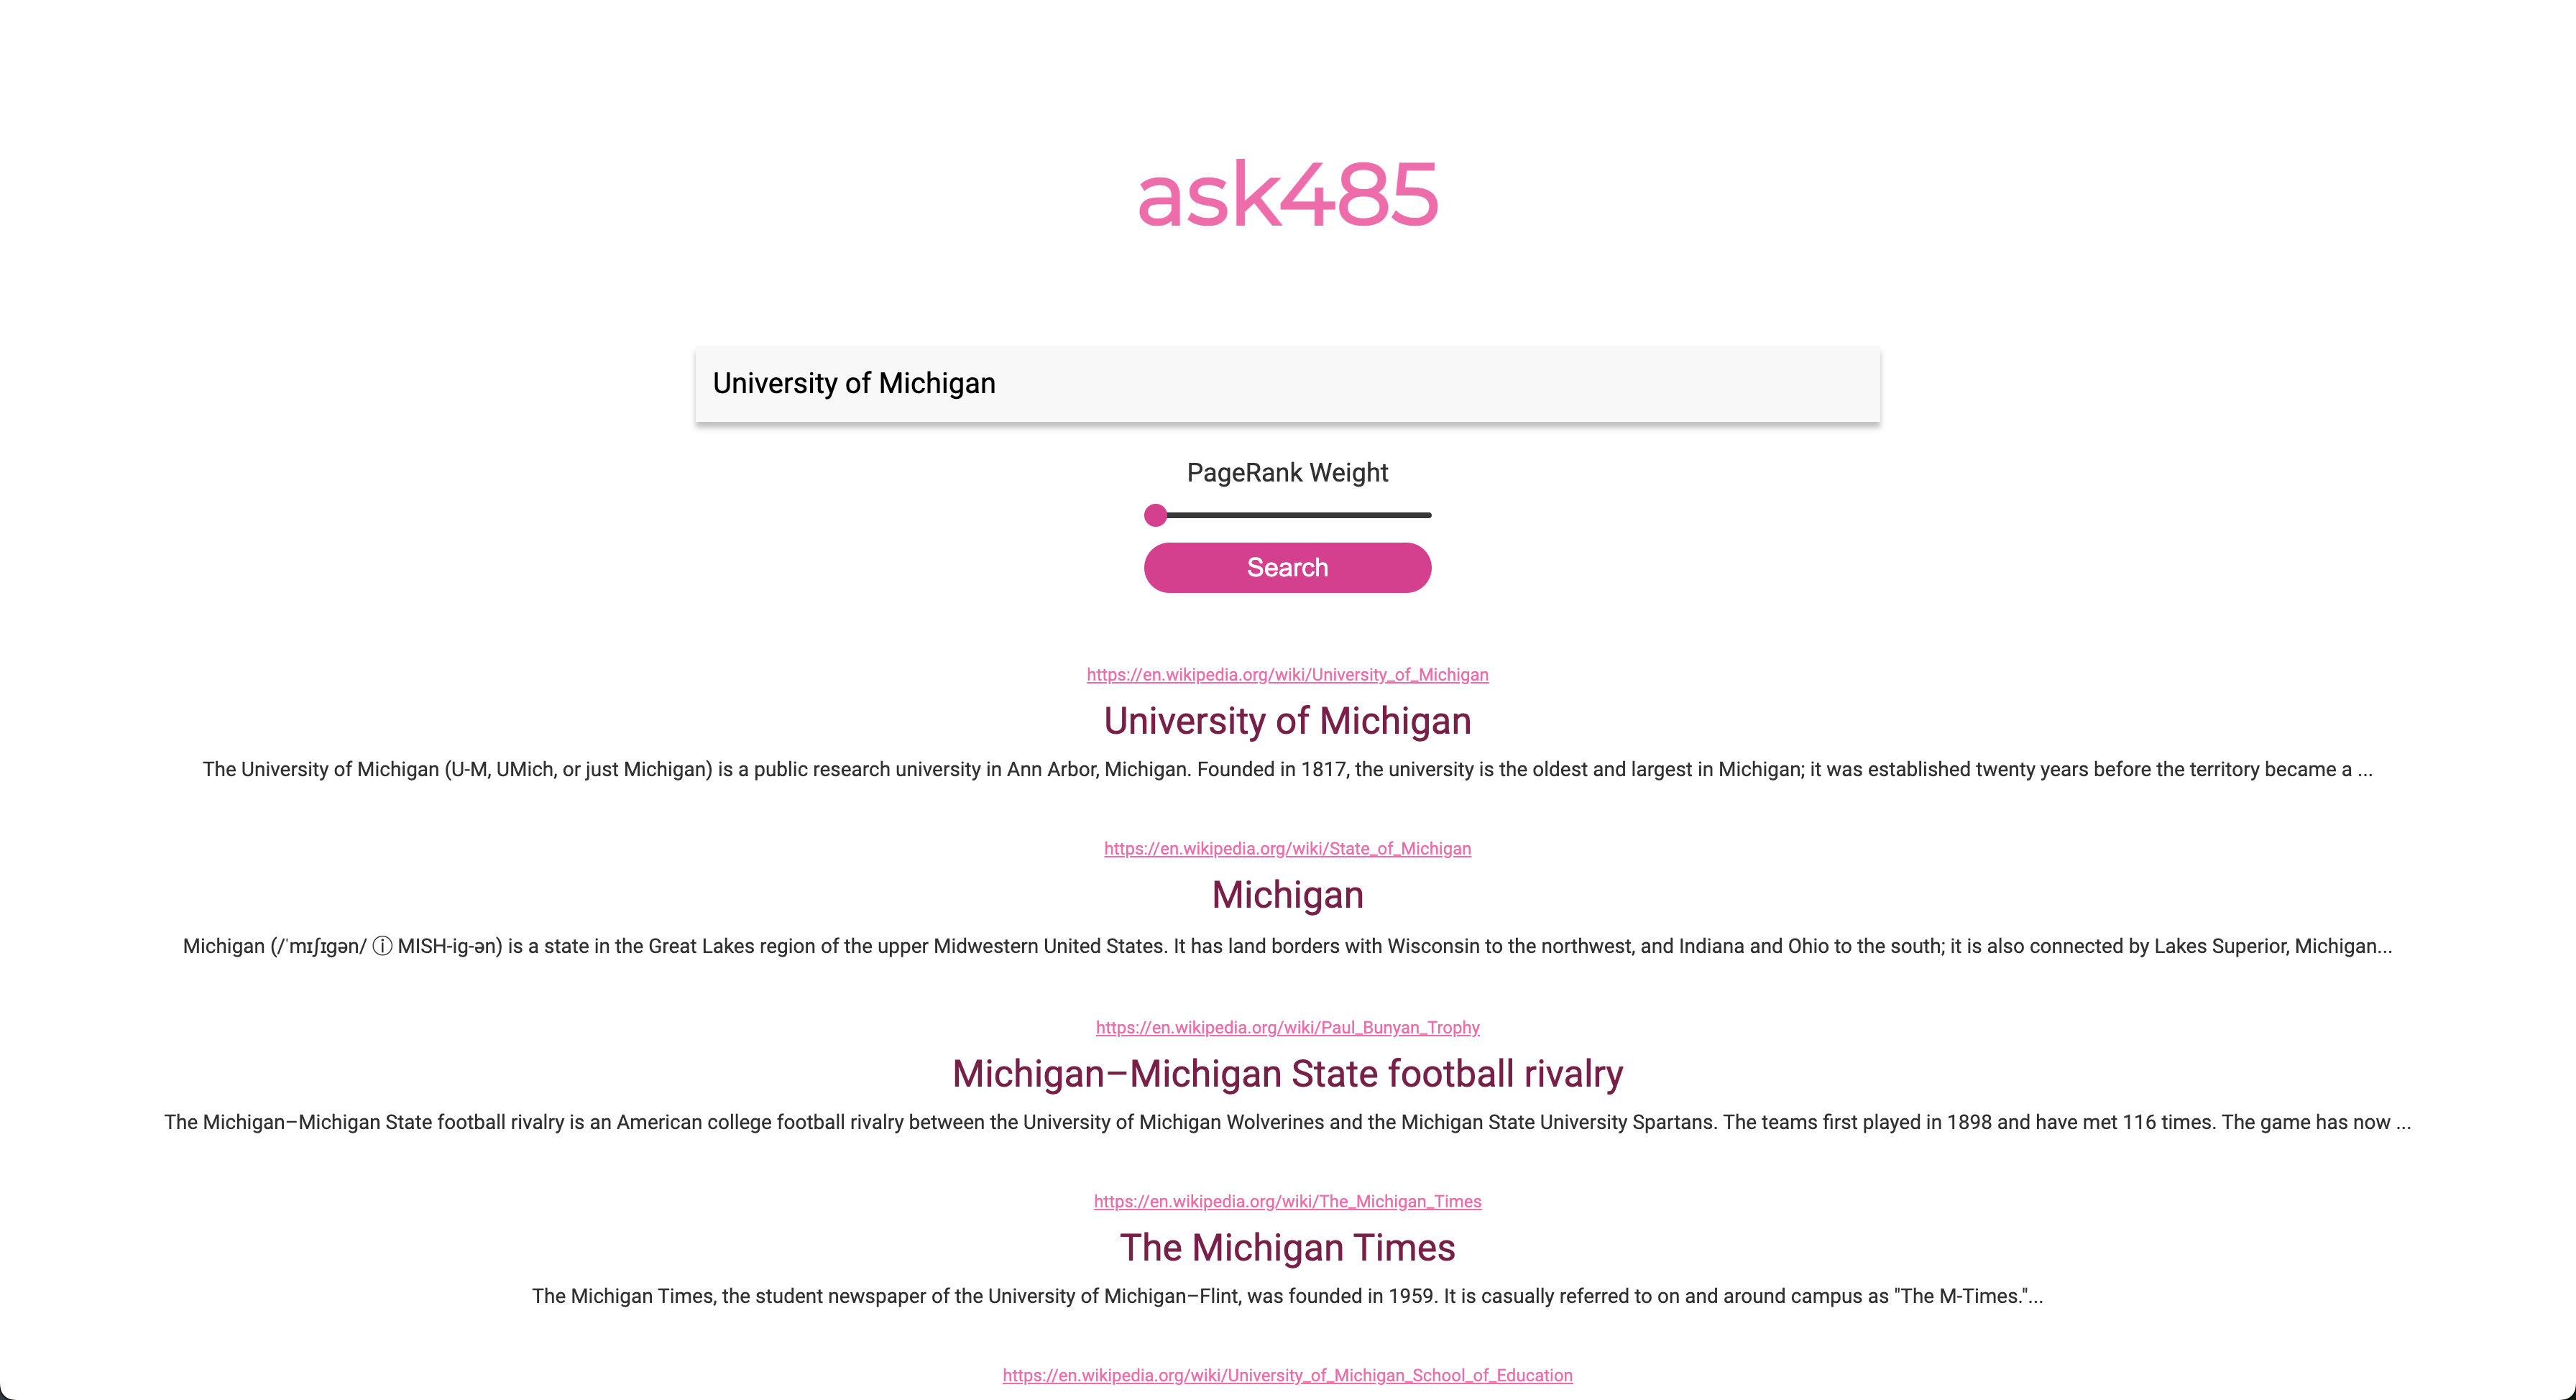 ask485
University of Michigan
PageRank Weight
Search
https://en.wikipedia.org/wiki/University_of_Michigan
University of Michigan
The University of Michigan (U-M, UMich, or just Michigan) is a public research university in Ann Arbor, Michigan. Founded in 1817, the university is the oldest and largest in Michigan; it was established twenty years before the territory became a ...
https://en.wikipedia.org/wiki/State_of_Michigan
Michigan
Michigan (/ˈmɪʃɪɡən/ ⓘ MISH-ig-ən) is a state in the Great Lakes region of the upper Midwestern United States. It has land borders with Wisconsin to the northwest, and Indiana and Ohio to the south; it is also connected by Lakes Superior, Michigan...
https://en.wikipedia.org/wiki/Paul_Bunyan_Trophy
Michigan–Michigan State football rivalry
The Michigan–Michigan State football rivalry is an American college football rivalry between the University of Michigan Wolverines and the Michigan State University Spartans. The teams first played in 1898 and have met 116 times. The game has now ...
https://en.wikipedia.org/wiki/The_Michigan_Times
The Michigan Times
The Michigan Times, the student newspaper of the University of Michigan–Flint, was founded in 1959. It is casually referred to on and around campus as "The M-Times."...
https://en.wikipedia.org/wiki/University_of_Michigan_School_of_Education